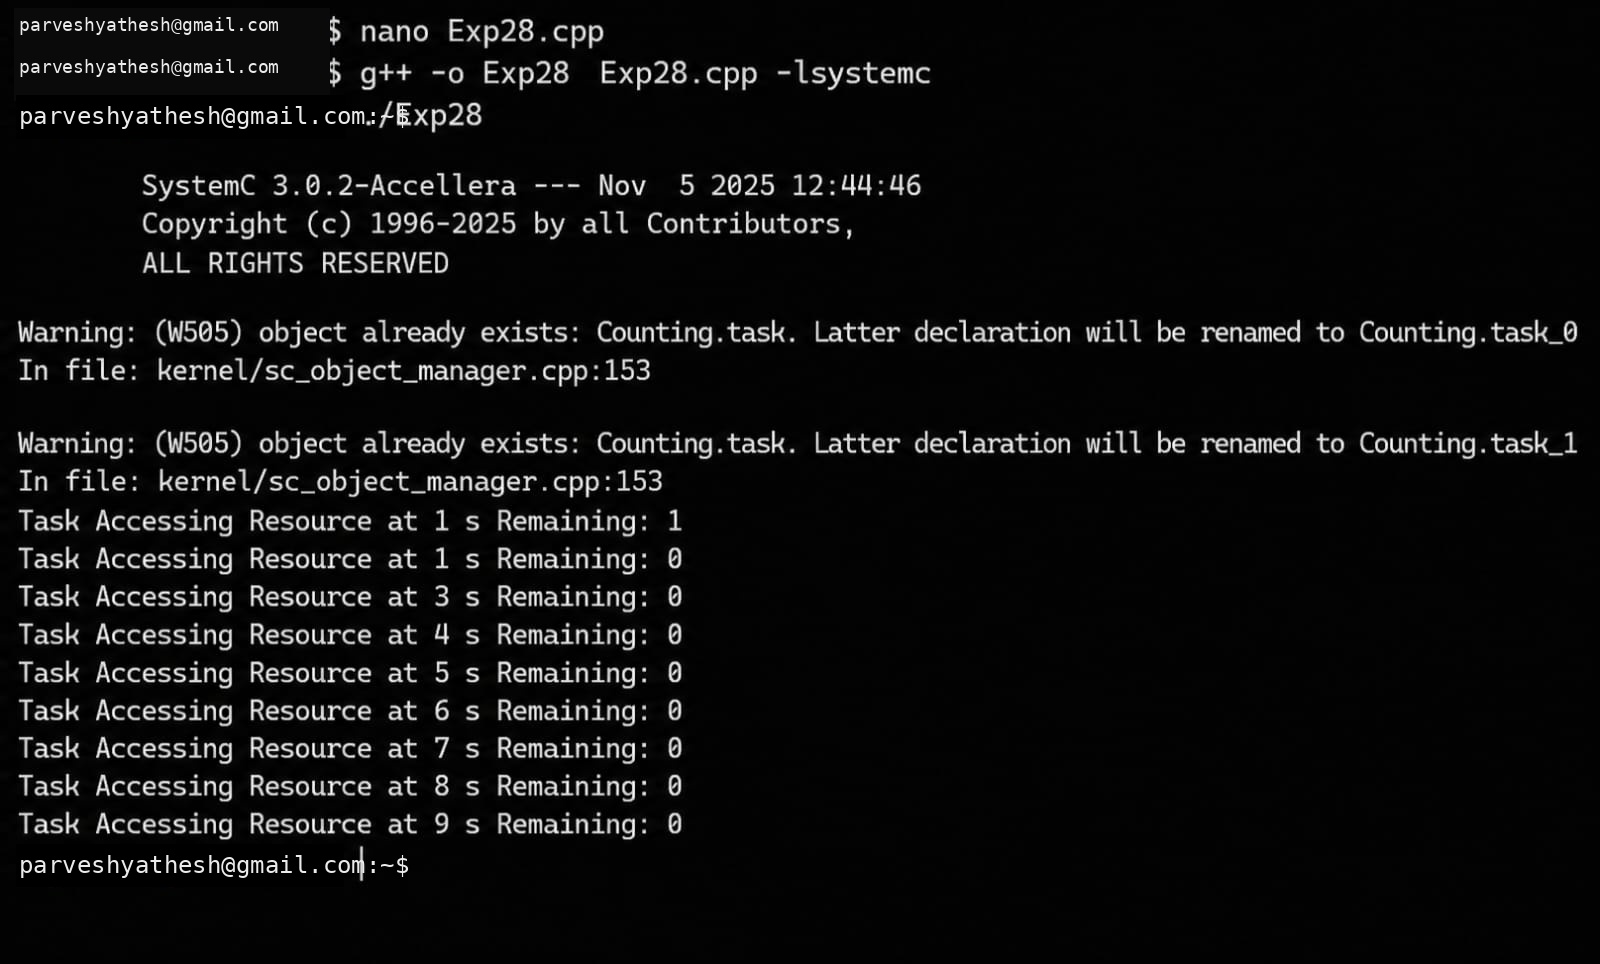 parveshyathesh@gmail.com $ nano Exp28.cpp
parveshyathesh@gmail.com $ g++ -o Exp28  Exp28.cpp -lsystemc
parveshyathesh@gmail.com:~$ ./Exp28
SystemC 3.0.2-Accellera --- Nov  5 2025 12:44:46
Copyright (c) 1996-2025 by all Contributors,
ALL RIGHTS RESERVED
Warning: (W505) object already exists: Counting.task. Latter declaration will be renamed to Counting.task_0
In file: kernel/sc_object_manager.cpp:153
Warning: (W505) object already exists: Counting.task. Latter declaration will be renamed to Counting.task_1
In file: kernel/sc_object_manager.cpp:153
Task Accessing Resource at 1 s Remaining: 1
Task Accessing Resource at 1 s Remaining: 0
Task Accessing Resource at 3 s Remaining: 0
Task Accessing Resource at 4 s Remaining: 0
Task Accessing Resource at 5 s Remaining: 0
Task Accessing Resource at 6 s Remaining: 0
Task Accessing Resource at 7 s Remaining: 0
Task Accessing Resource at 8 s Remaining: 0
Task Accessing Resource at 9 s Remaining: 0
parveshyathesh@gmail.com:~$